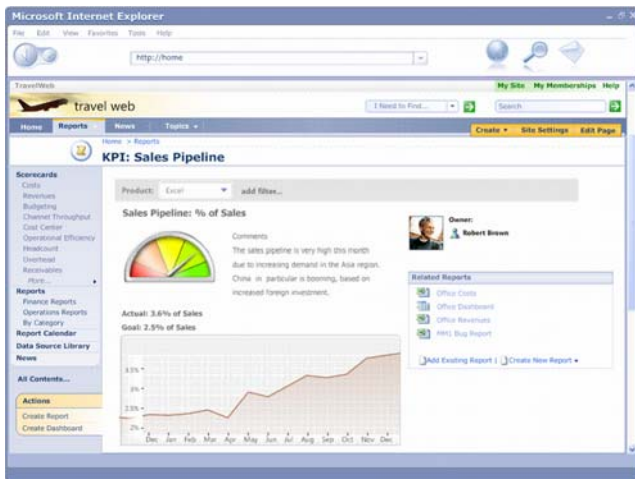 Microsoft Internet Explorer
File Edit View Favorites Tools Help
http://home
TravelWeb
My Site My Memberships Help
travel web
I Need to Find...
Search
Home Reports News Topics
Create Site Settings Edit Page
Home > Reports
KPI: Sales Pipeline
Scorecards
Costs
Revenues
Budgeting
Channel Throughput
Cost Center
Operational Efficiency
Headcount
Overhead
Receivables
More...
Reports
Finance Reports
Operations Reports
By Category
Report Calendar
Data Source Library
News
All Contents...
Actions
Create Report
Create Dashboard
Product: Excel add filter...
Sales Pipeline: % of Sales
Comments
The sales pipeline is very high this month
due to increasing demand in the Asia region.
China in particular is booming, based on
increased foreign investment.
Actual: 3.6% of Sales
Goal: 2.5% of Sales
3.5%
3%
2.5%
2%
Dec Jan Feb Mar Apr May Jun Jul Aug Sep Oct Nov Dec
Owner:
Robert Brown
Related Reports
Office Costs
Office Dashboard
Office Revenues
MM1 Bug Report
Add Existing Report | Create New Report